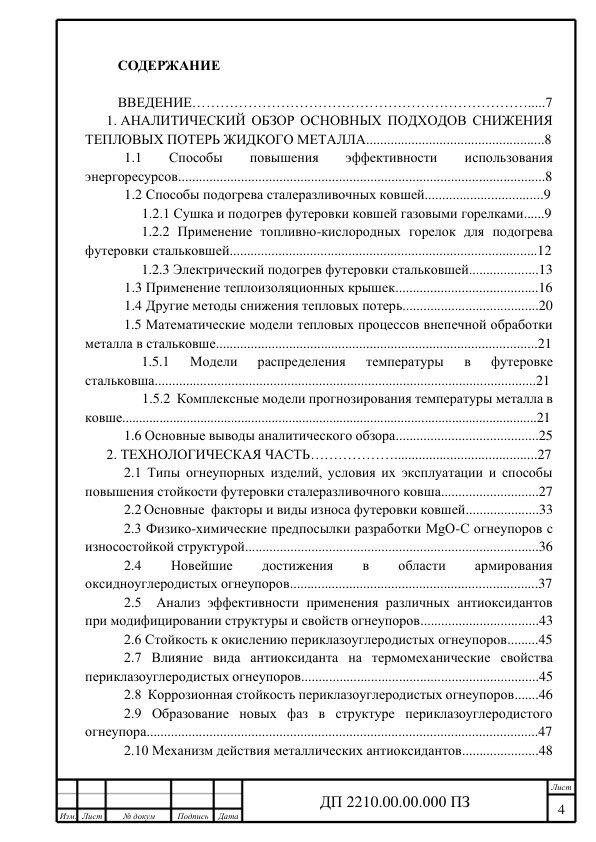 СОДЕРЖАНИЕ
ВВЕДЕНИЕ…………………………………………………………….....7
1. АНАЛИТИЧЕСКИЙ ОБЗОР ОСНОВНЫХ ПОДХОДОВ СНИЖЕНИЯ
ТЕПЛОВЫХ ПОТЕРЬ ЖИДКОГО МЕТАЛЛА...................................................8
1.1 Способы повышения эффективности использования
энергоресурсов.........................................................................................................8
1.2 Способы подогрева сталеразливочных ковшей..................................9
1.2.1 Сушка и подогрев футеровки ковшей газовыми горелками......9
1.2.2 Применение топливно-кислородных горелок для подогрева
футеровки стальковшей........................................................................................12
1.2.3 Электрический подогрев футеровки стальковшей....................13
1.3 Применение теплоизоляционных крышек.........................................16
1.4 Другие методы снижения тепловых потерь.......................................20
1.5 Математические модели тепловых процессов внепечной обработки
металла в стальковше............................................................................................21
1.5.1 Модели распределения температуры в футеровке
стальковша.............................................................................................................21
1.5.2 Комплексные модели прогнозирования температуры металла в
ковше.......................................................................................................................21
1.6 Основные выводы аналитического обзора.........................................25
2. ТЕХНОЛОГИЧЕСКАЯ ЧАСТЬ………………........................................27
2.1 Типы огнеупорных изделий, условия их эксплуатации и способы
повышения стойкости футеровки сталеразливочного ковша............................27
2.2 Основные факторы и виды износа футеровки ковшей.....................33
2.3 Физико-химические предпосылки разработки MgO-C огнеупоров с
износостойкой структурой....................................................................................36
2.4 Новейшие достижения в области армирования
оксидноуглеродистых огнеупоров.......................................................................37
2.5 Анализ эффективности применения различных антиоксидантов
при модифицировании структуры и свойств огнеупоров..................................43
2.6 Стойкость к окислению периклазоуглеродистых огнеупоров.........45
2.7 Влияние вида антиоксиданта на термомеханические свойства
периклазоуглеродистых огнеупоров....................................................................45
2.8 Коррозионная стойкость периклазоуглеродистых огнеупоров.......46
2.9 Образование новых фаз в структуре периклазоуглеродистого
огнеупора................................................................................................................47
2.10 Механизм действия металлических антиоксидантов......................48
ДП 2210.00.00.000 ПЗ
Лист
4
Изм. Лист № докум Подпись Дата